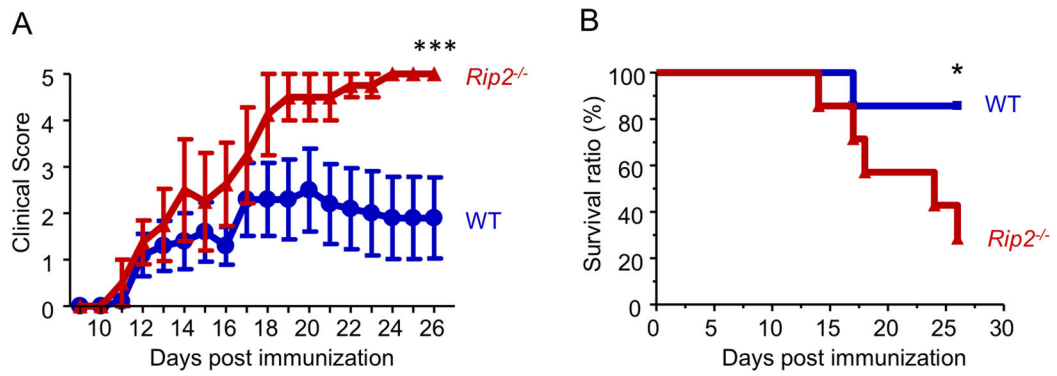 A
B
***
Rip2-/-
WT
Clinical Score
5
4
3
2
1
0
10 12 14 16 18 20 22 24 26
Days post immunization
*
WT
Rip2-/-
Survival ratio (%)
100
80
60
40
20
0
0 5 10 15 20 25 30
Days post immunization